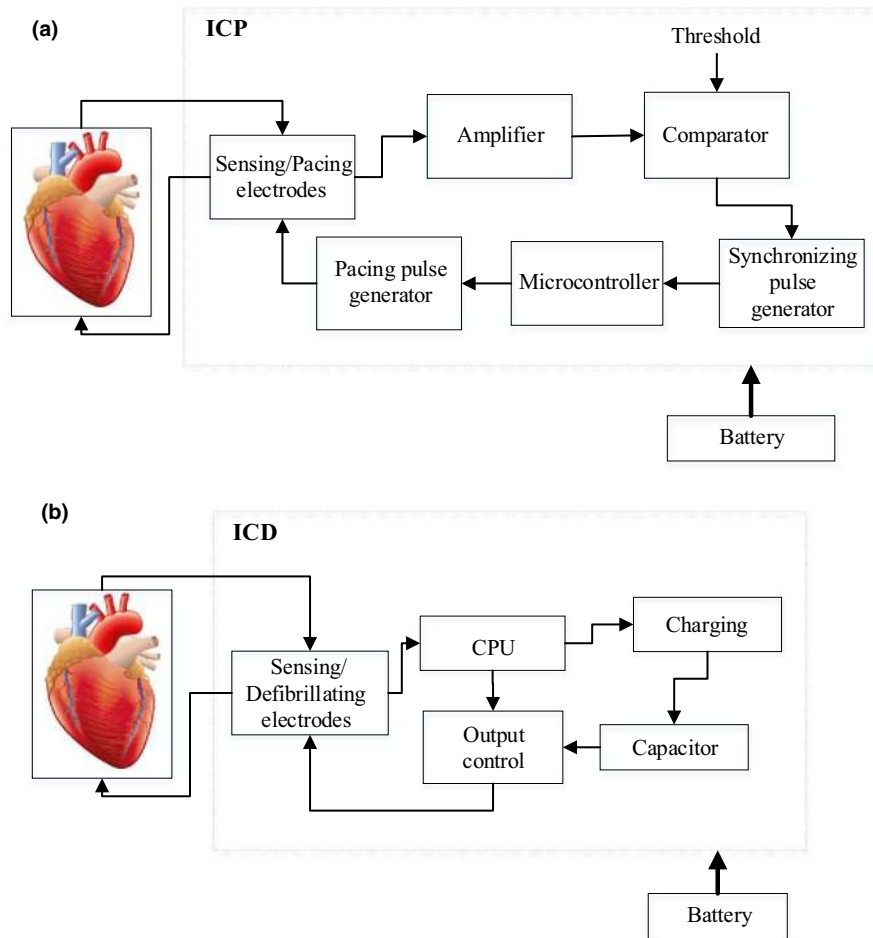 (a)
ICP
Threshold
Sensing/Pacing
electrodes
Amplifier
Comparator
Pacing pulse
generator
Microcontroller
Synchronizing
pulse
generator
Battery
(b)
ICD
Sensing/
Defibrillating
electrodes
CPU
Charging
Output
control
Capacitor
Battery